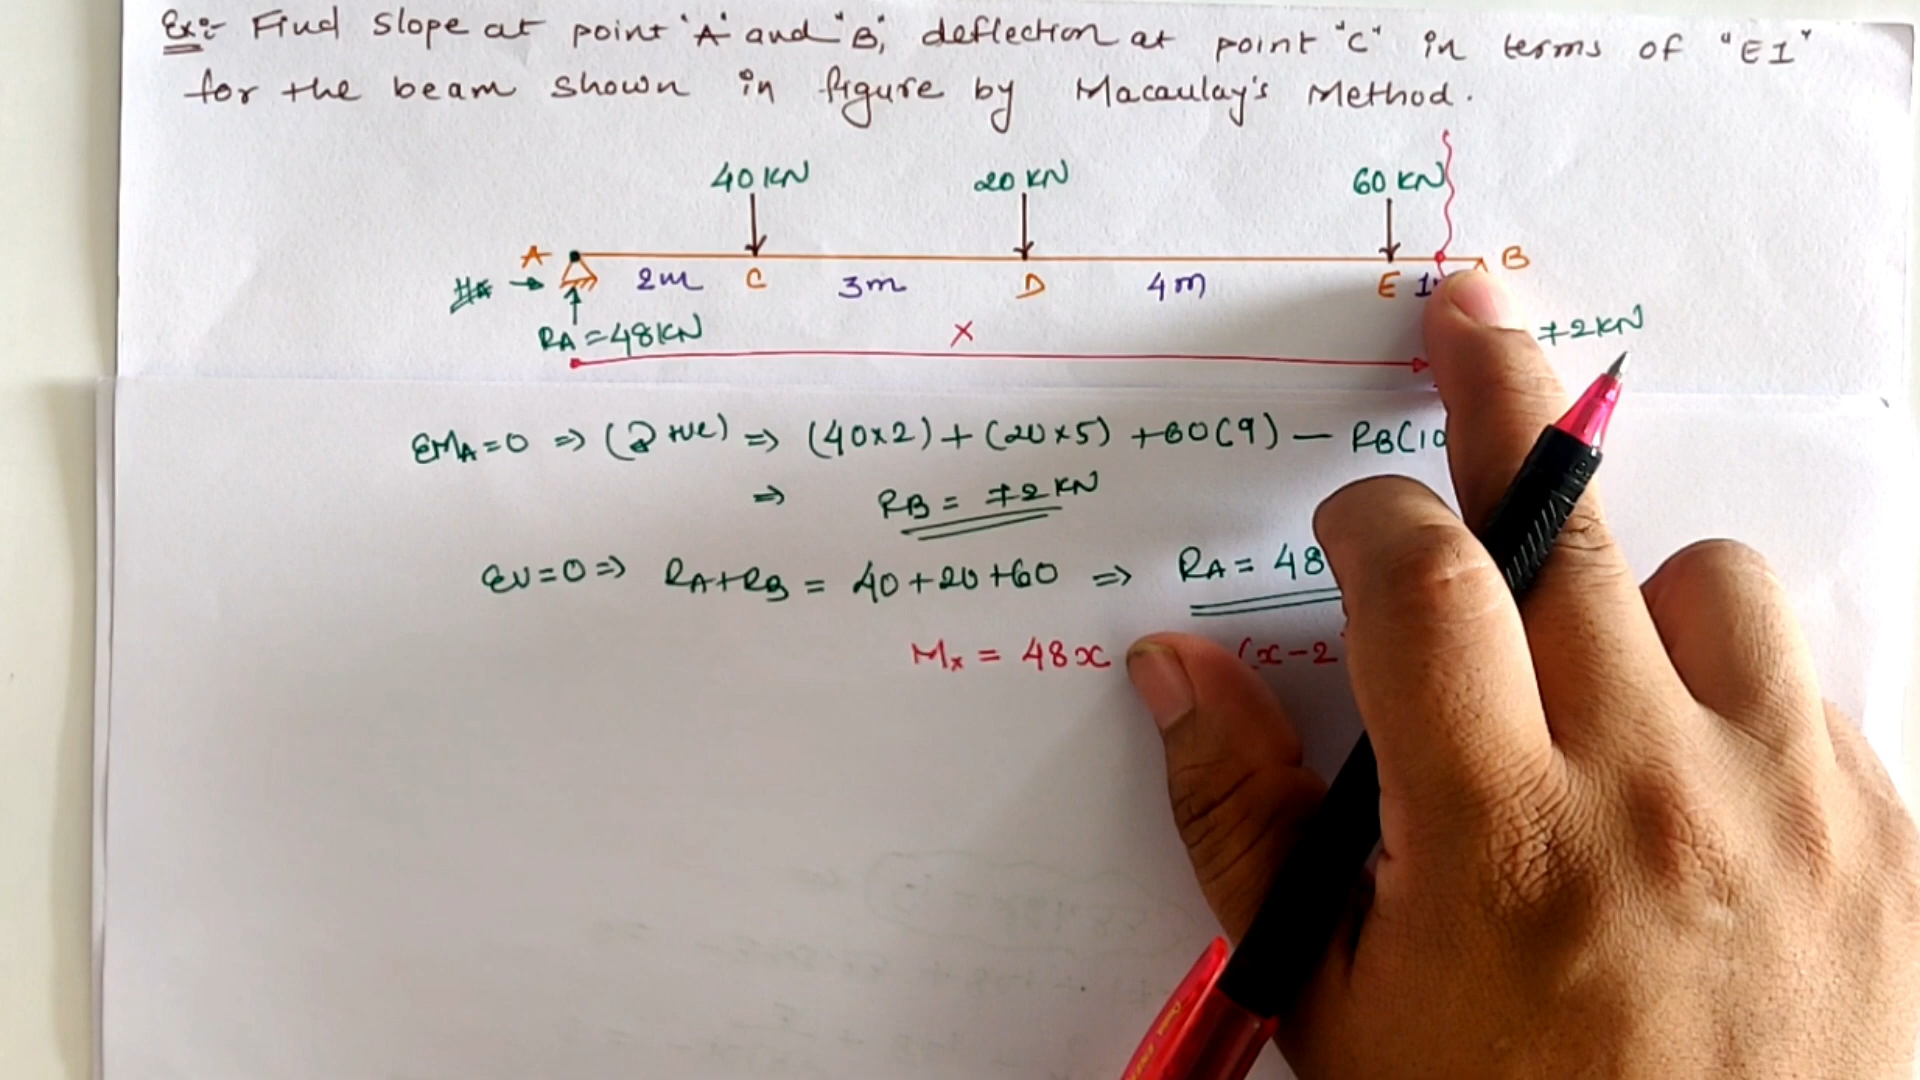 Ex:- Find slope at point "A" and "B", deflection at point "C" in terms of "EI"
for the beam shown in figure by Macaulay's Method.
40 KN 20 KN 60 KN
A B
2m C 3m D 4m E
HA
RA = 48 KN X 72 KN
ΣMA = 0 ⇒ (↻ +ve) ⇒ (40×2) + (20×5) + 60(9) — RB(10
⇒ RB = 72 KN
ΣV = 0 ⇒ RA + RB = 40 + 20 + 60 ⇒ RA = 48
Mx = 48x (x-2